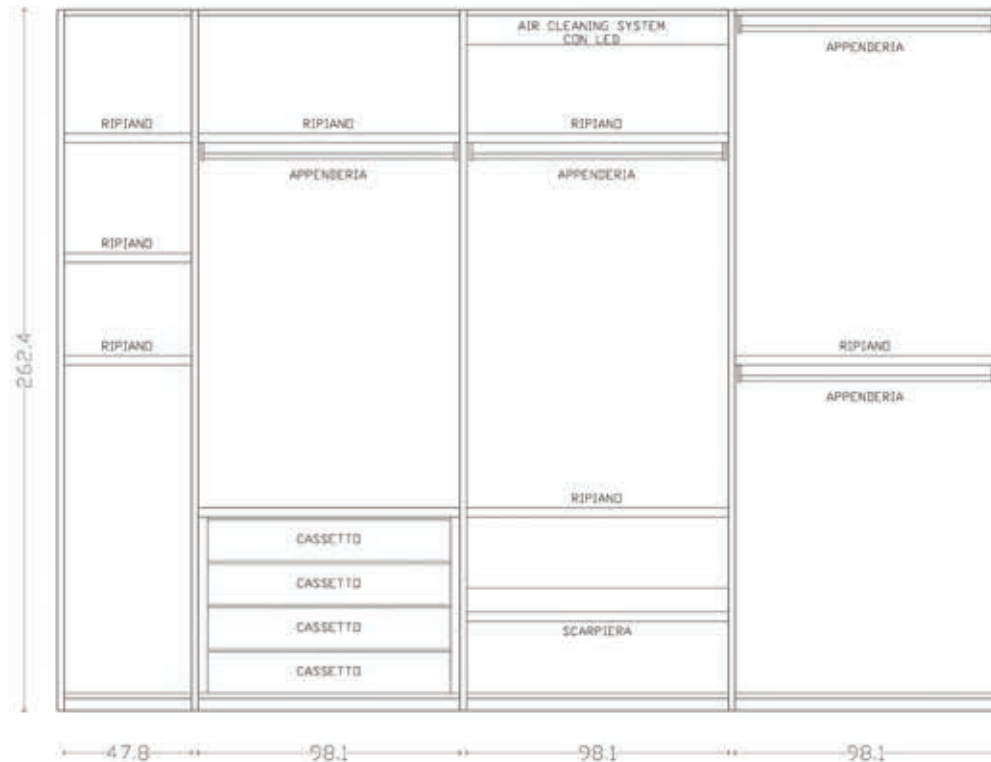 AIR CLEANING SYSTEM
CON LED
APPENDERIA
RIPIANO
RIPIANO
RIPIANO
APPENDERIA
APPENDERIA
RIPIANO
RIPIANO
RIPIANO
262.4
APPENDERIA
RIPIANO
CASSETTO
CASSETTO
CASSETTO
SCARPIERA
CASSETTO
47.8
98.1
98.1
98.1